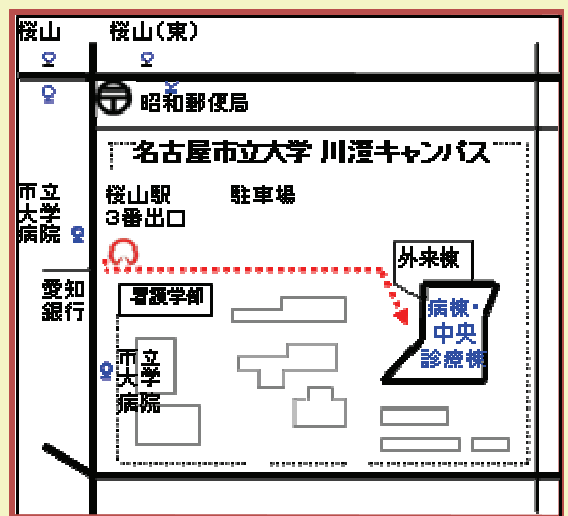 桜山
桜山(東)
〒
昭和郵便局
名古屋市立大学 川澄キャンパス
市立
大学
病院
桜山駅
3番出口
駐車場
外来棟
愛知
銀行
看護学部
病棟・
中央
診療棟
市立
大学
病院